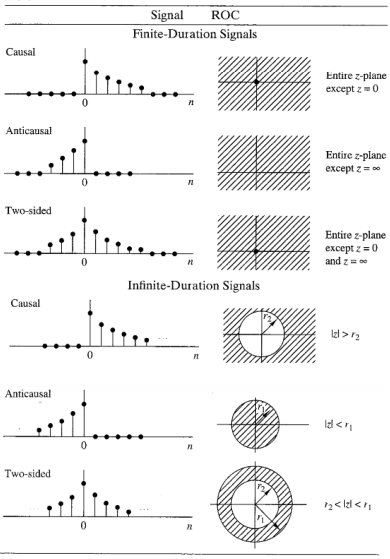 Signal ROC
Finite-Duration Signals
Causal
0 n
Entire z-plane
except z = 0
Anticausal
0 n
Entire z-plane
except z = ∞
Two-sided
0 n
Entire z-plane
except z = 0
and z = ∞
Infinite-Duration Signals
Causal
...
0 n
r₂
|z| > r₂
Anticausal
...
0 n
r₁
|z| < r₁
Two-sided
... ...
0 n
r₂
r₁
r₂ < |z| < r₁